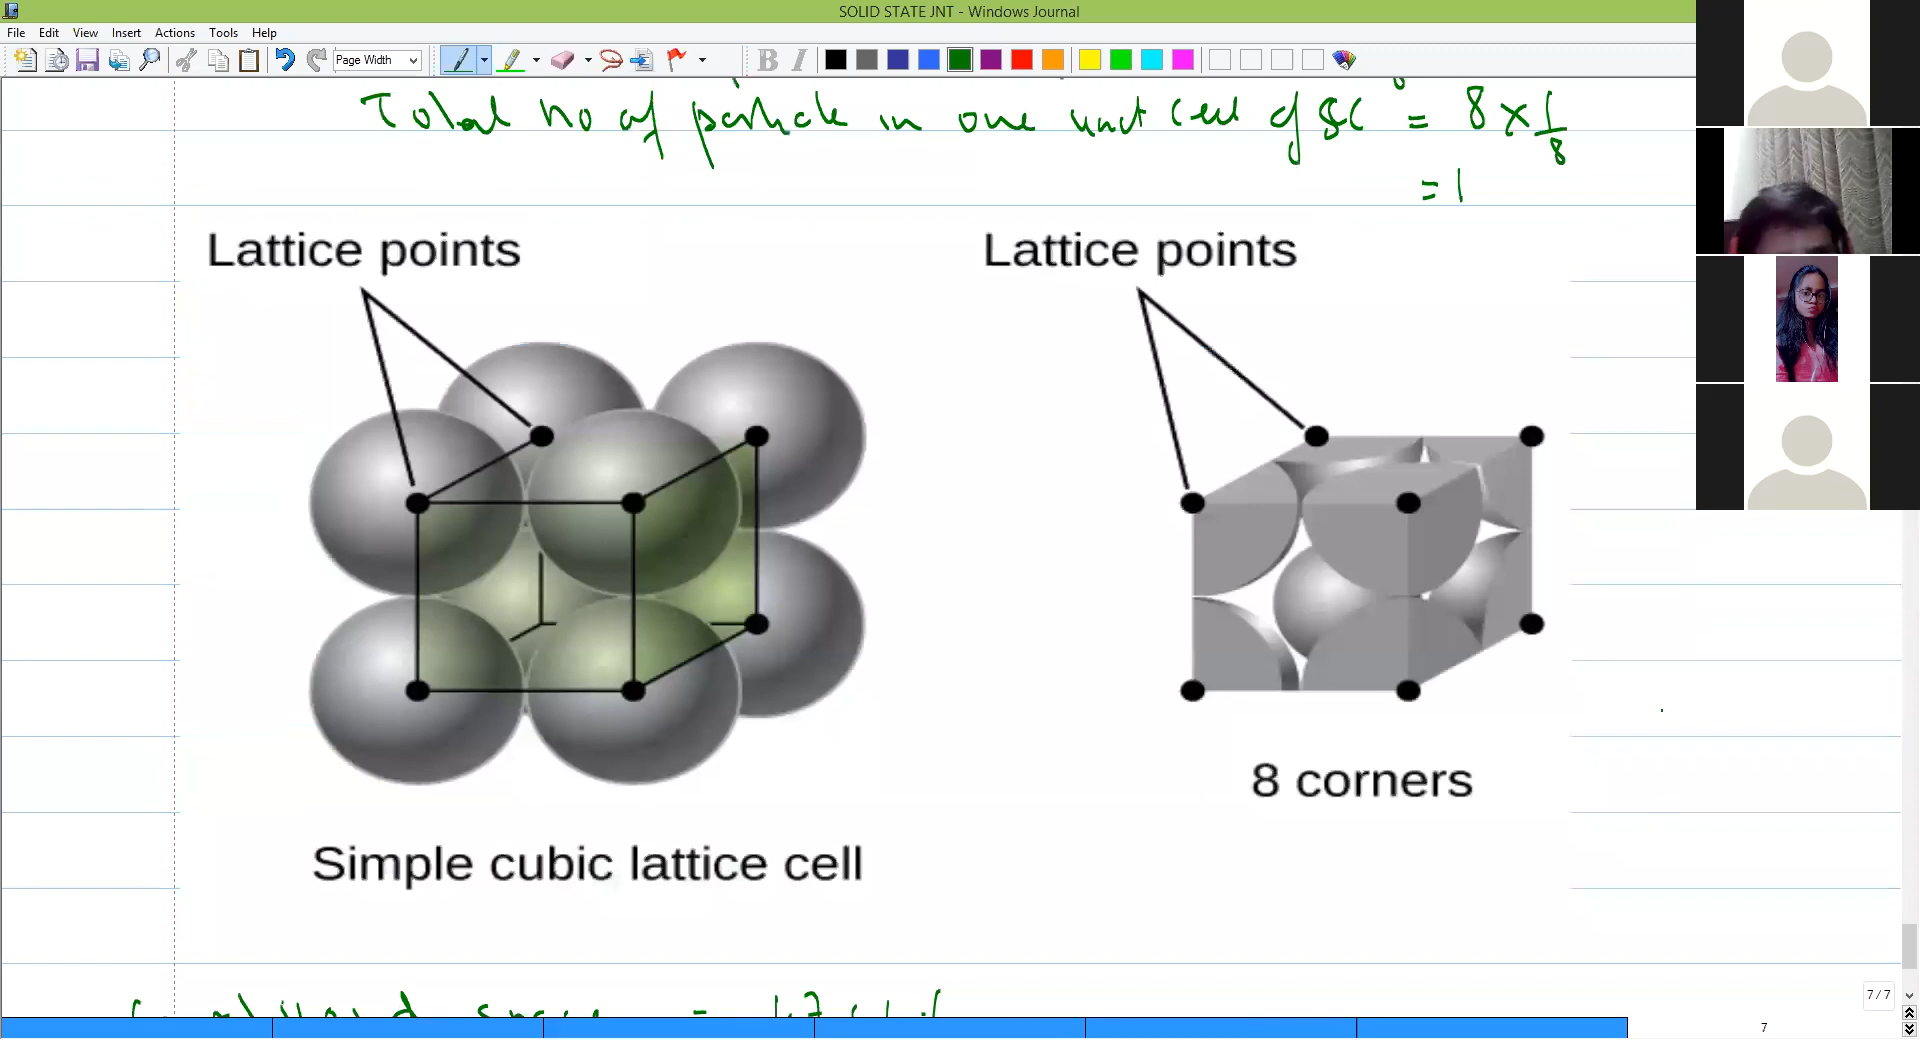 SOLID STATE JNT - Windows Journal
File Edit View Insert Actions Tools Help
Page Width B I
Total no of particle in one unit cell of SC = 8 × 1/8
= 1
Lattice points Lattice points
8 corners
Simple cubic lattice cell
space =
7 / 7
7